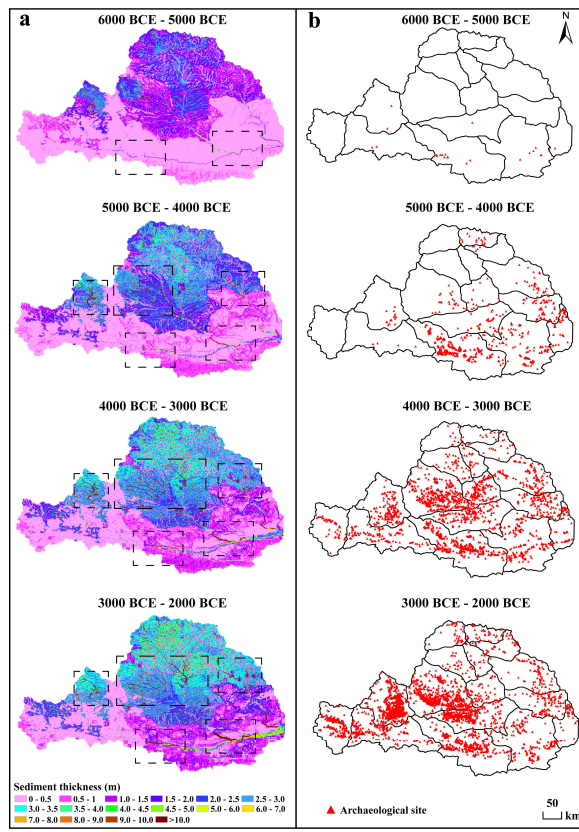 a
6000 BCE - 5000 BCE
5000 BCE - 4000 BCE
4000 BCE - 3000 BCE
3000 BCE - 2000 BCE
Sediment thickness (m)
0 - 0.5 0.5 - 1 1.0 - 1.5 1.5 - 2.0 2.0 - 2.5 2.5 - 3.0
3.0 - 3.5 3.5 - 4.0 4.0 - 4.5 4.5 - 5.0 5.0 - 6.0 6.0 - 7.0
7.0 - 8.0 8.0 - 9.0 9.0 - 10.0 >10.0
b
6000 BCE - 5000 BCE
N
5000 BCE - 4000 BCE
4000 BCE - 3000 BCE
3000 BCE - 2000 BCE
Archaeological site
50
km